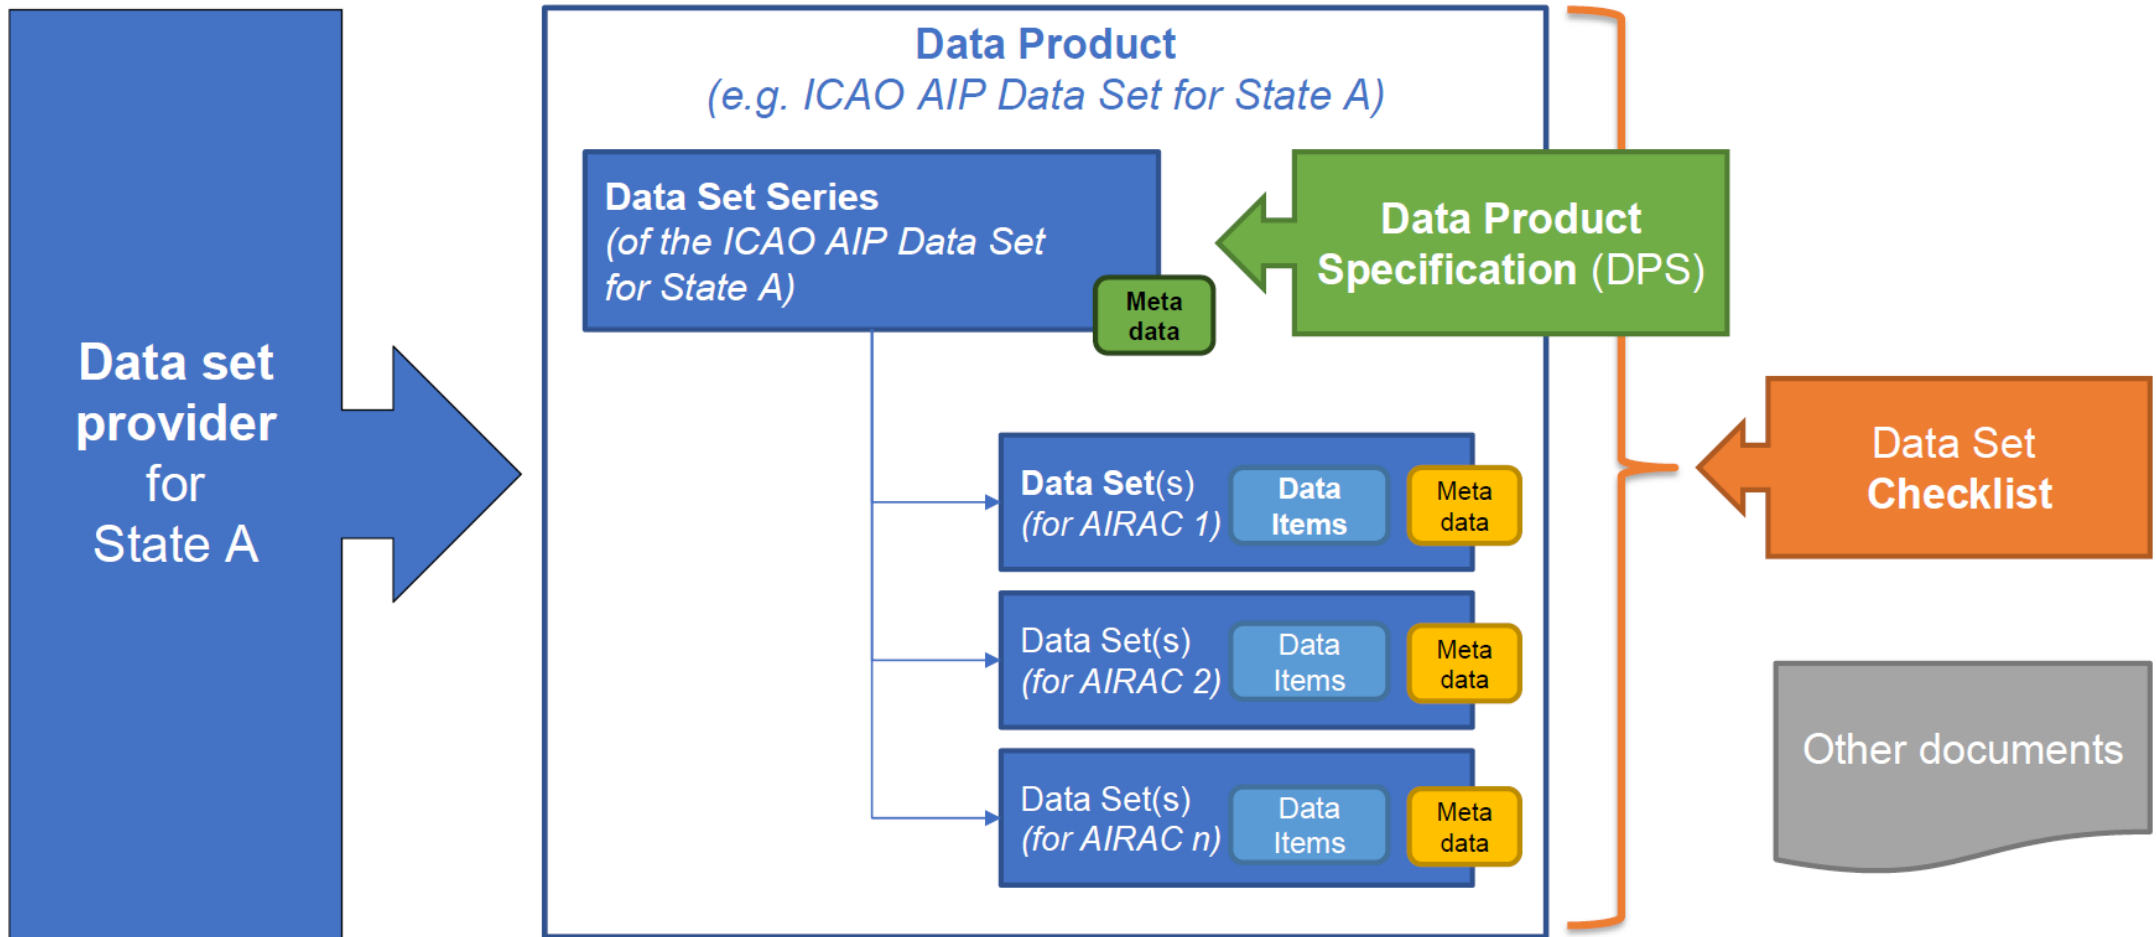 Data set
provider
for
State A
Data Product
(e.g. ICAO AIP Data Set for State A)
Data Set Series
(of the ICAO AIP Data Set
for State A)
Meta
data
Data Product
Specification (DPS)
Data Set(s)
(for AIRAC 1)
Data
Items
Meta
data
Data Set(s)
(for AIRAC 2)
Data
Items
Meta
data
Data Set(s)
(for AIRAC n)
Data
Items
Meta
data
Data Set
Checklist
Other documents